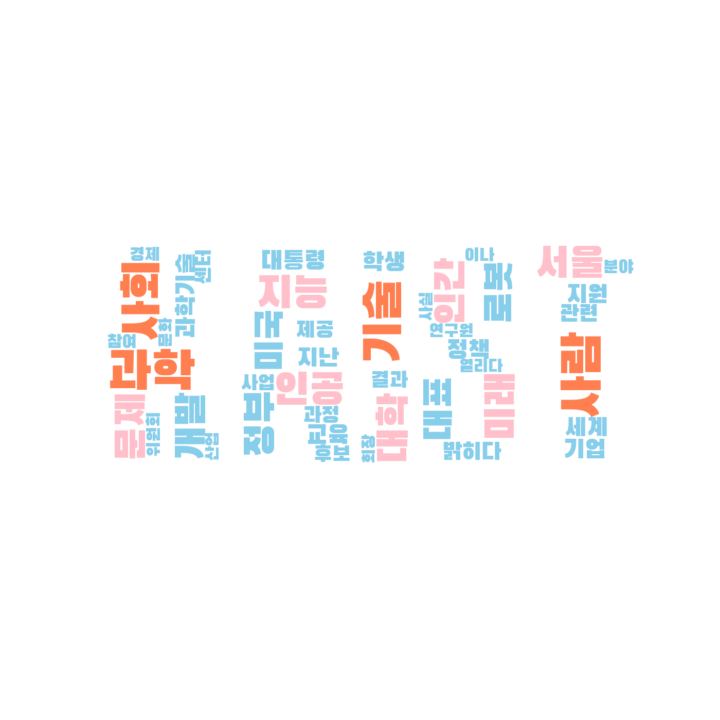 경제
사회
과학기술
센터
참여
문화
과학
문제
위원회
개발
산업
대통령
지능
미국
제공
지난
사업
인공
정부
과정
교육
학교
학생
기술
결과
대학
회장
이나
인간
로봇
사실
연구원
정책
열리다
대표
미래
밝히다
서울
분야
지원
관련
사람
세계
기업